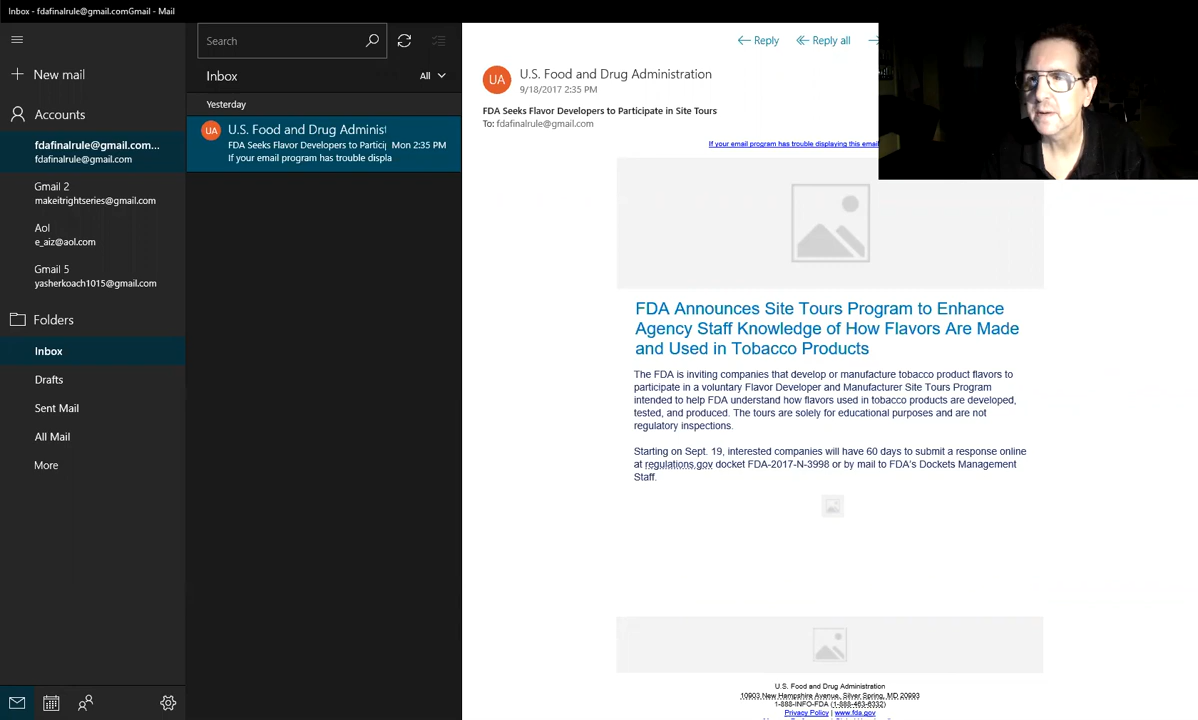 Inbox - fdafinalrule@gmail.comGmail - Mail
New mail
Accounts
fdafinalrule@gmail.com...
fdafinalrule@gmail.com
Gmail 2
makeitrightseries@gmail.com
Aol
e_aiz@aol.com
Gmail 5
yasherkoach1015@gmail.com
Folders
Inbox
Drafts
Sent Mail
All Mail
More
Search
Inbox
All
Yesterday
UA
U.S. Food and Drug Adminis
FDA Seeks Flavor Developers to Partici Mon 2:35 PM
If your email program has trouble displa
Reply
Reply all
UA
U.S. Food and Drug Administration
9/18/2017 2:35 PM
FDA Seeks Flavor Developers to Participate in Site Tours
To: fdafinalrule@gmail.com
If your email program has trouble displaying this email
FDA Announces Site Tours Program to Enhance
Agency Staff Knowledge of How Flavors Are Made
and Used in Tobacco Products
The FDA is inviting companies that develop or manufacture tobacco product flavors to
participate in a voluntary Flavor Developer and Manufacturer Site Tours Program
intended to help FDA understand how flavors used in tobacco products are developed,
tested, and produced. The tours are solely for educational purposes and are not
regulatory inspections.
Starting on Sept. 19, interested companies will have 60 days to submit a response online
at regulations.gov docket FDA-2017-N-3998 or by mail to FDA's Dockets Management
Staff.
U.S. Food and Drug Administration
10903 New Hampshire Avenue, Silver Spring, MD 20993
1-888-INFO-FDA (1-888-463-6332)
Privacy Policy | www.fda.gov